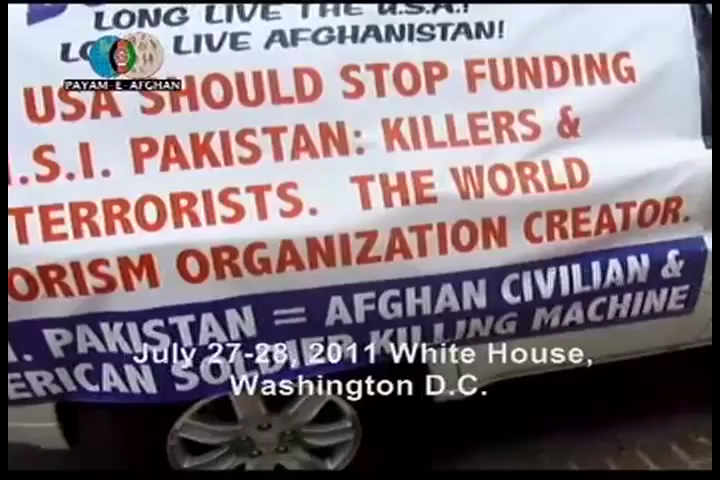 LONG LIVE THE U.S.A.!
LONG LIVE AFGHANISTAN!
PAYAM-E-AFGHAN
USA SHOULD STOP FUNDING
I.S.I. PAKISTAN: KILLERS &
TERRORISTS. THE WORLD
ORISM ORGANIZATION CREATOR.
I. PAKISTAN = AFGHAN CIVILIAN &
ERICAN SOLDIER KILLING MACHINE
July 27-28, 2011 White House,
Washington D.C.